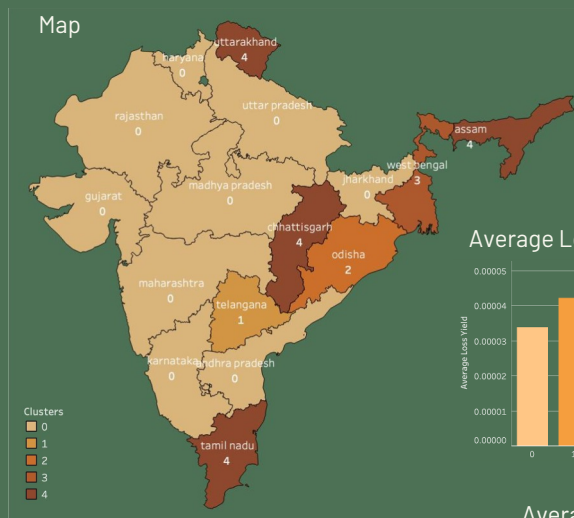 Map
uttarakhand
4
haryana
0
uttar pradesh
0
rajasthan
0
assam
4
west bengal
3
jharkhand
0
madhya pradesh
0
gujarat
0
chhattisgarh
4
odisha
2
maharashtra
0
telangana
1
karnataka
0
andhra pradesh
0
tamil nadu
4
Clusters
0
1
2
3
4
Average L
Average Loss Yield
0.00005
0.00004
0.00003
0.00002
0.00001
0.00000
0
Avera